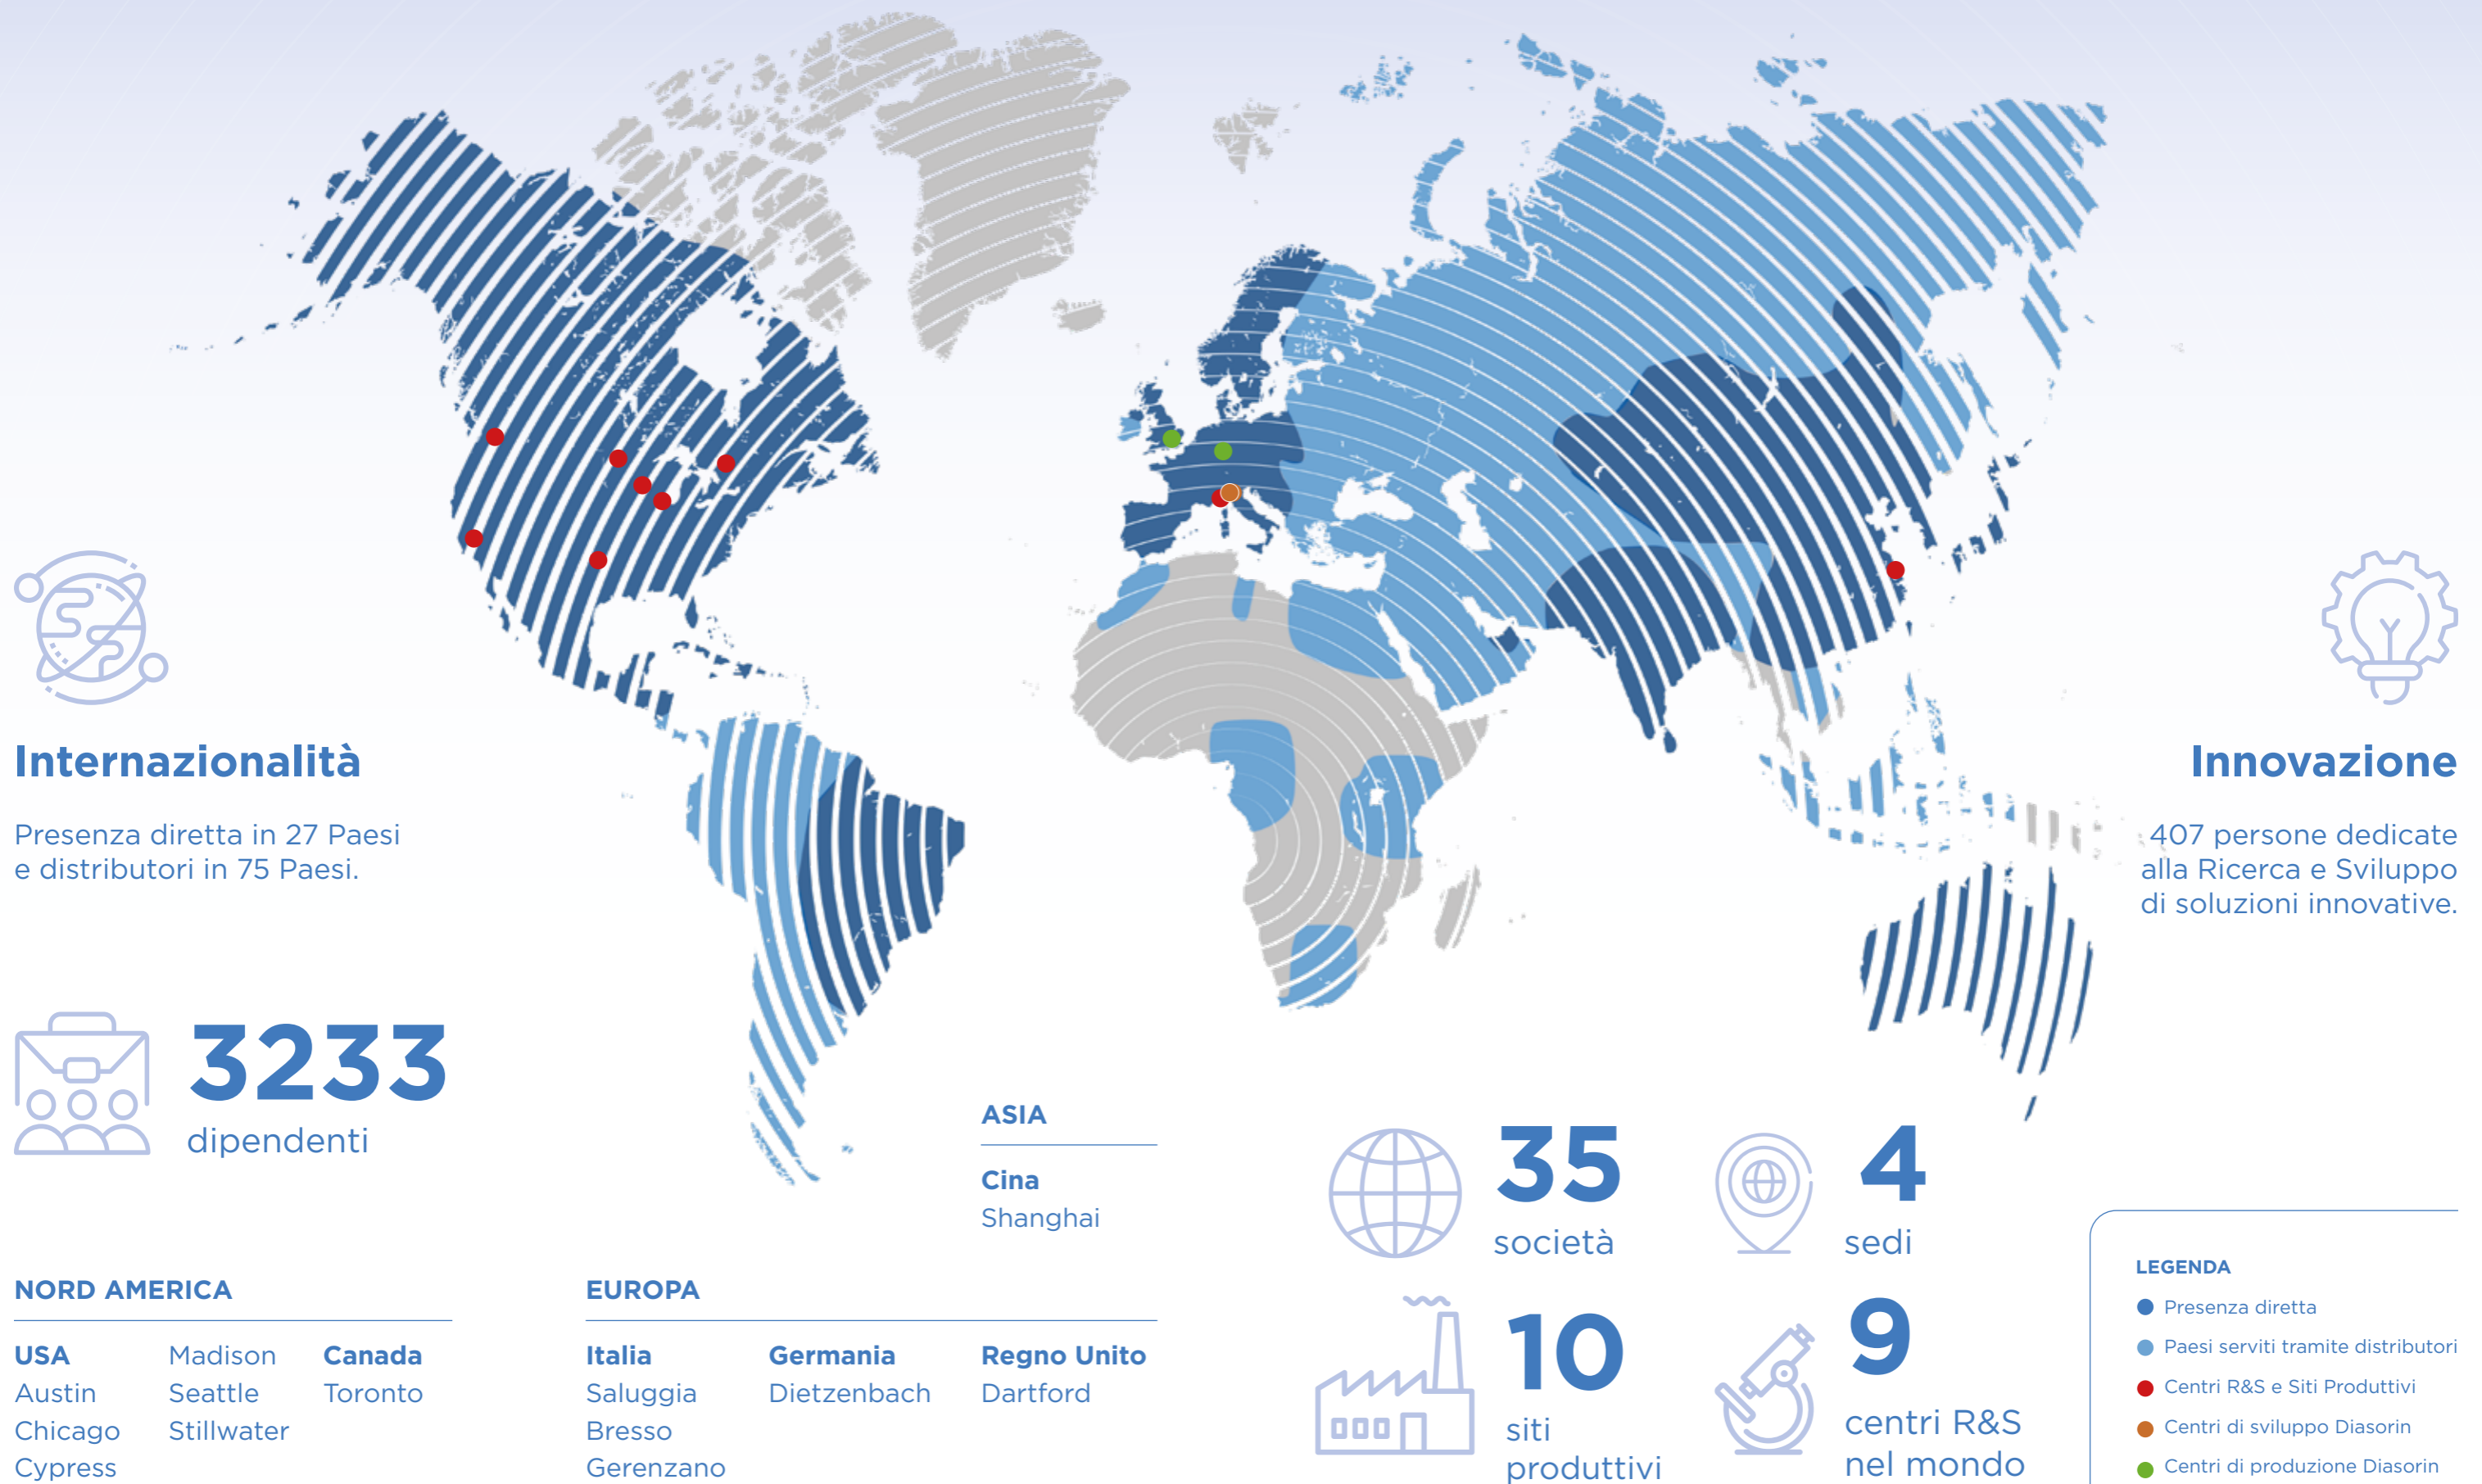 Internazionalità
Presenza diretta in 27 Paesi
e distributori in 75 Paesi.
Innovazione
407 persone dedicate
alla Ricerca e Sviluppo
di soluzioni innovative.
3233
dipendenti
NORD AMERICA
USA
Austin
Chicago
Cypress
Madison
Seattle
Stillwater
Canada
Toronto
EUROPA
Italia
Saluggia
Bresso
Gerenzano
Germania
Dietzenbach
Regno Unito
Dartford
ASIA
Cina
Shanghai
35
società
4
sedi
10
siti
produttivi
9
centri R&S
nel mondo
LEGENDA
Presenza diretta
Paesi serviti tramite distributori
Centri R&S e Siti Produttivi
Centri di sviluppo Diasorin
Centri di produzione Diasorin